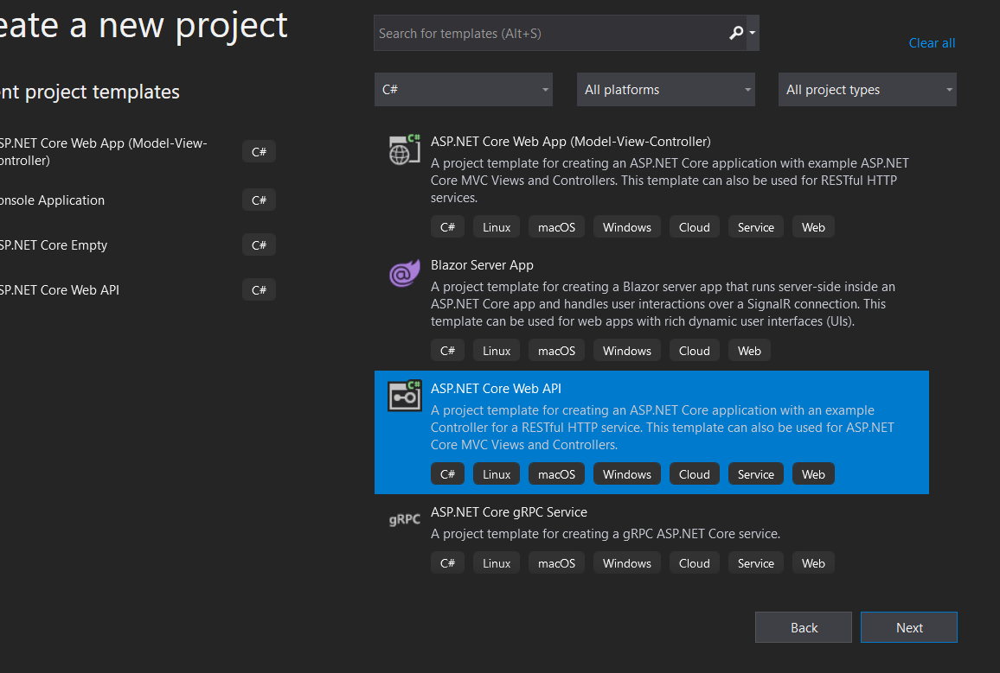 eate a new project
ent project templates
SP.NET Core Web App (Model-View-
ontroller)
C#
onsole Application
C#
SP.NET Core Empty
C#
SP.NET Core Web API
C#
Search for templates (Alt+S)
Clear all
C#
All platforms
All project types
C#
ASP.NET Core Web App (Model-View-Controller)
A project template for creating an ASP.NET Core application with example ASP.NET
Core MVC Views and Controllers. This template can also be used for RESTful HTTP
services.
C# Linux macOS Windows Cloud Service Web
Blazor Server App
A project template for creating a Blazor server app that runs server-side inside an
ASP.NET Core app and handles user interactions over a SignalR connection. This
template can be used for web apps with rich dynamic user interfaces (UIs).
C# Linux macOS Windows Cloud Web
C#
ASP.NET Core Web API
A project template for creating an ASP.NET Core application with an example
Controller for a RESTful HTTP service. This template can also be used for ASP.NET
Core MVC Views and Controllers.
C# Linux macOS Windows Cloud Service Web
gRPC
ASP.NET Core gRPC Service
A project template for creating a gRPC ASP.NET Core service.
C# Linux macOS Windows Cloud Service Web
Back
Next